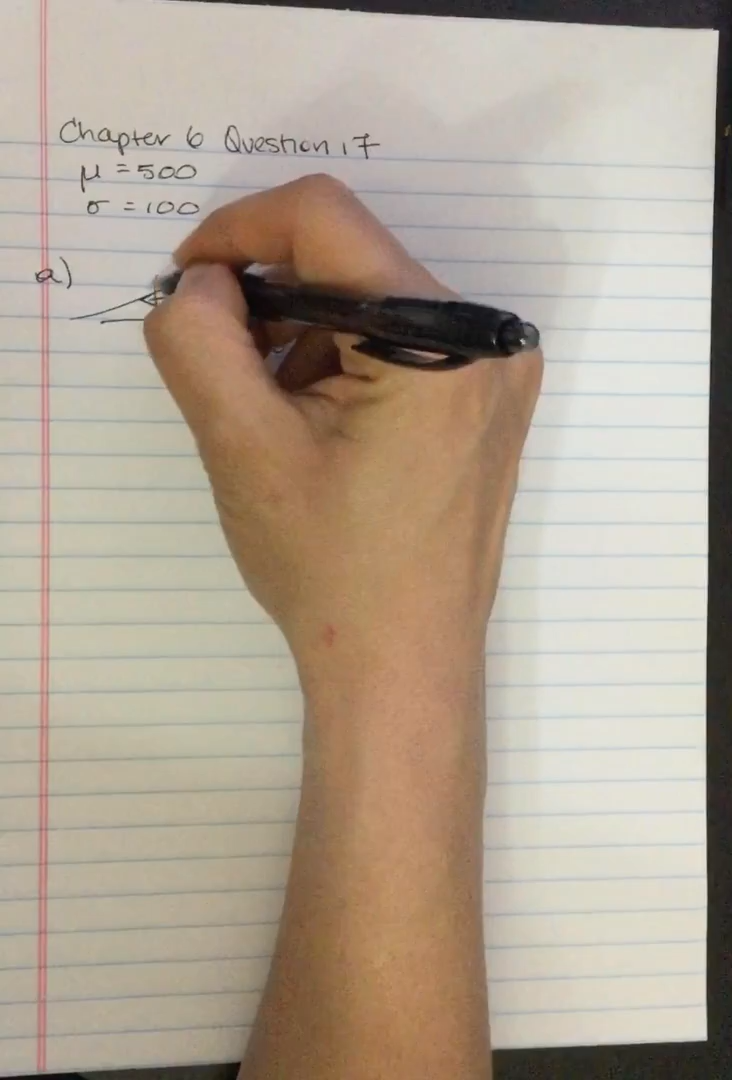 Chapter 6 Question 17
μ = 500
σ = 100
a)